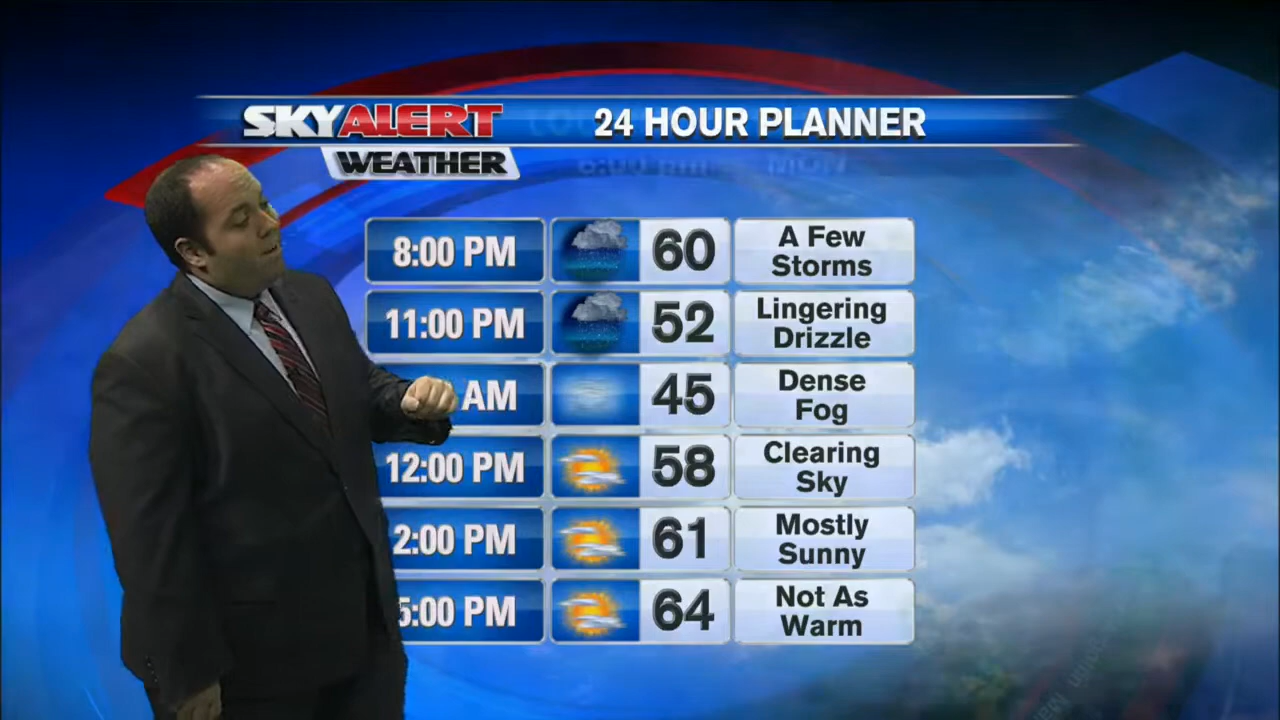 SKYALERT
WEATHER
24 HOUR PLANNER
8:00 PM 60 A Few
Storms
11:00 PM 52 Lingering
Drizzle
AM 45 Dense
Fog
12:00 PM 58 Clearing
Sky
2:00 PM 61 Mostly
Sunny
5:00 PM 64 Not As
Warm